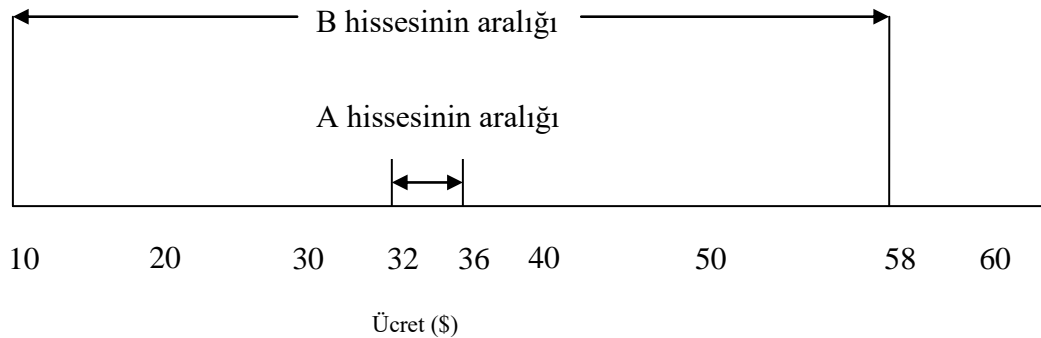 B hissesinin aralığı
A hissesinin aralığı
10 20 30 32 36 40 50 58 60
Ücret ($)